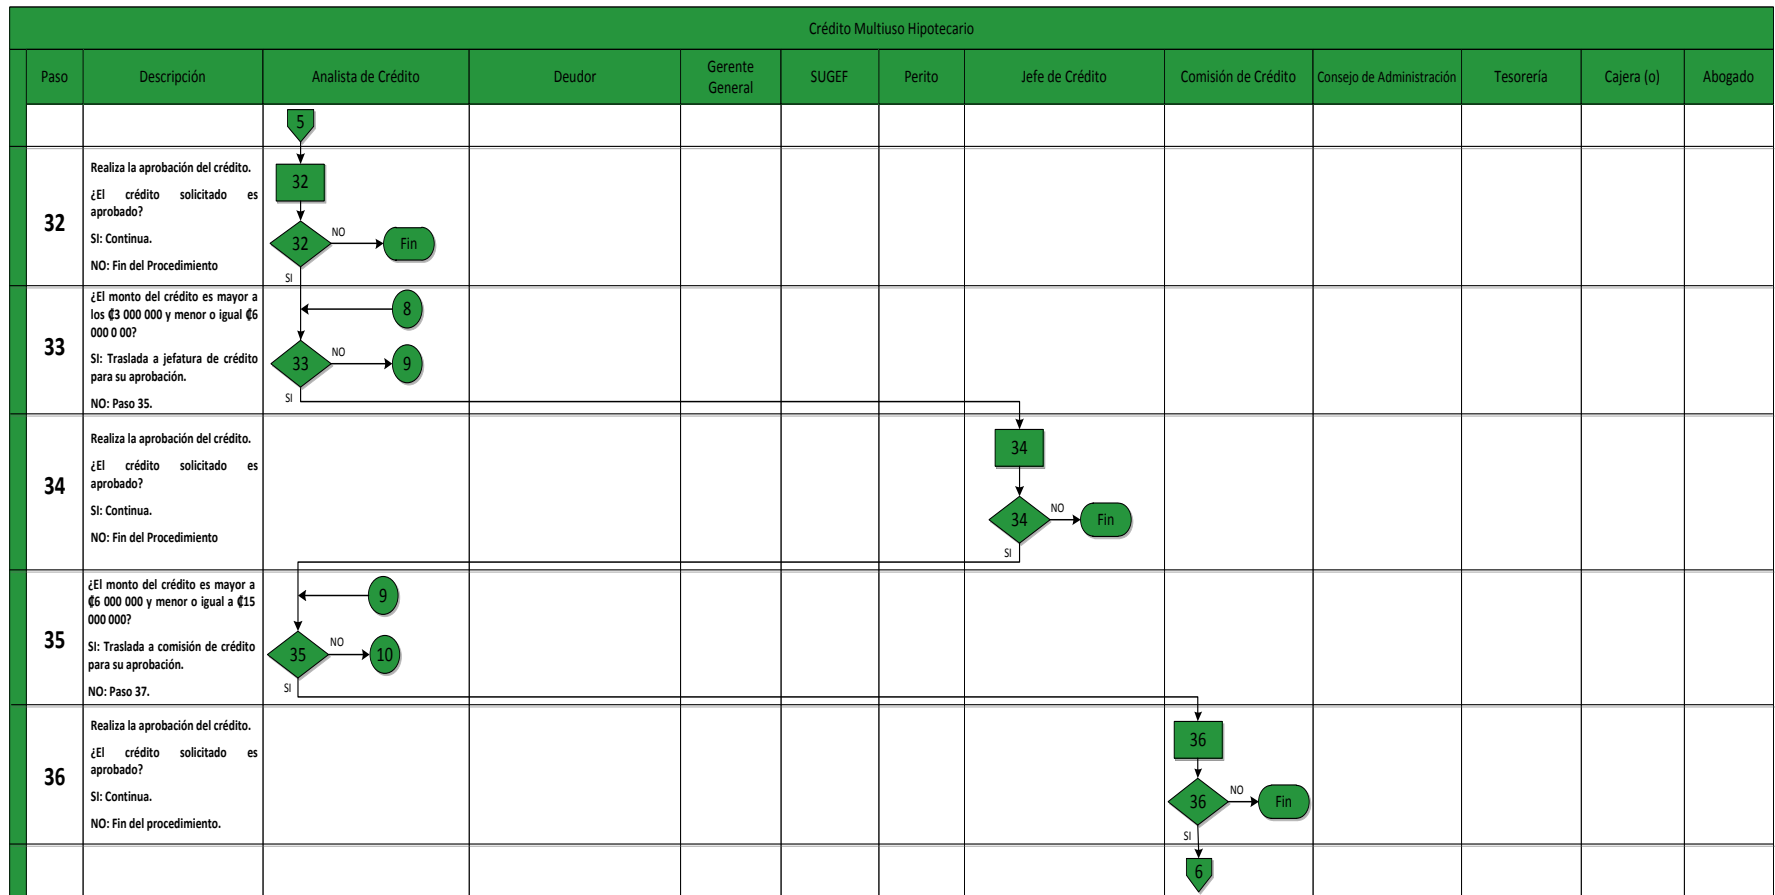 Crédito Multiuso Hipotecario
Paso
Descripción
Analista de Crédito
Deudor
Gerente
General
SUGEF
Perito
Jefe de Crédito
Comisión de Crédito
Consejo de Administración
Tesorería
Cajera (o)
Abogado
5
32
Realiza la aprobación del crédito.
¿El crédito solicitado es
aprobado?
SI: Continua.
NO: Fin del Procedimiento
32
32
NO
Fin
SI
33
¿El monto del crédito es mayor a
los ₡3 000 000 y menor o igual ₡6
000 0 00?
SI: Traslada a jefatura de crédito
para su aprobación.
NO: Paso 35.
8
33
NO
9
SI
34
Realiza la aprobación del crédito.
¿El crédito solicitado es
aprobado?
SI: Continua.
NO: Fin del Procedimiento
34
34
NO
Fin
SI
35
¿El monto del crédito es mayor a
₡6 000 000 y menor o igual a ₡15
000 000?
SI: Traslada a comisión de crédito
para su aprobación.
NO: Paso 37.
9
35
NO
10
SI
36
Realiza la aprobación del crédito.
¿El crédito solicitado es
aprobado?
SI: Continua.
NO: Fin del procedimiento.
36
36
NO
Fin
SI
6